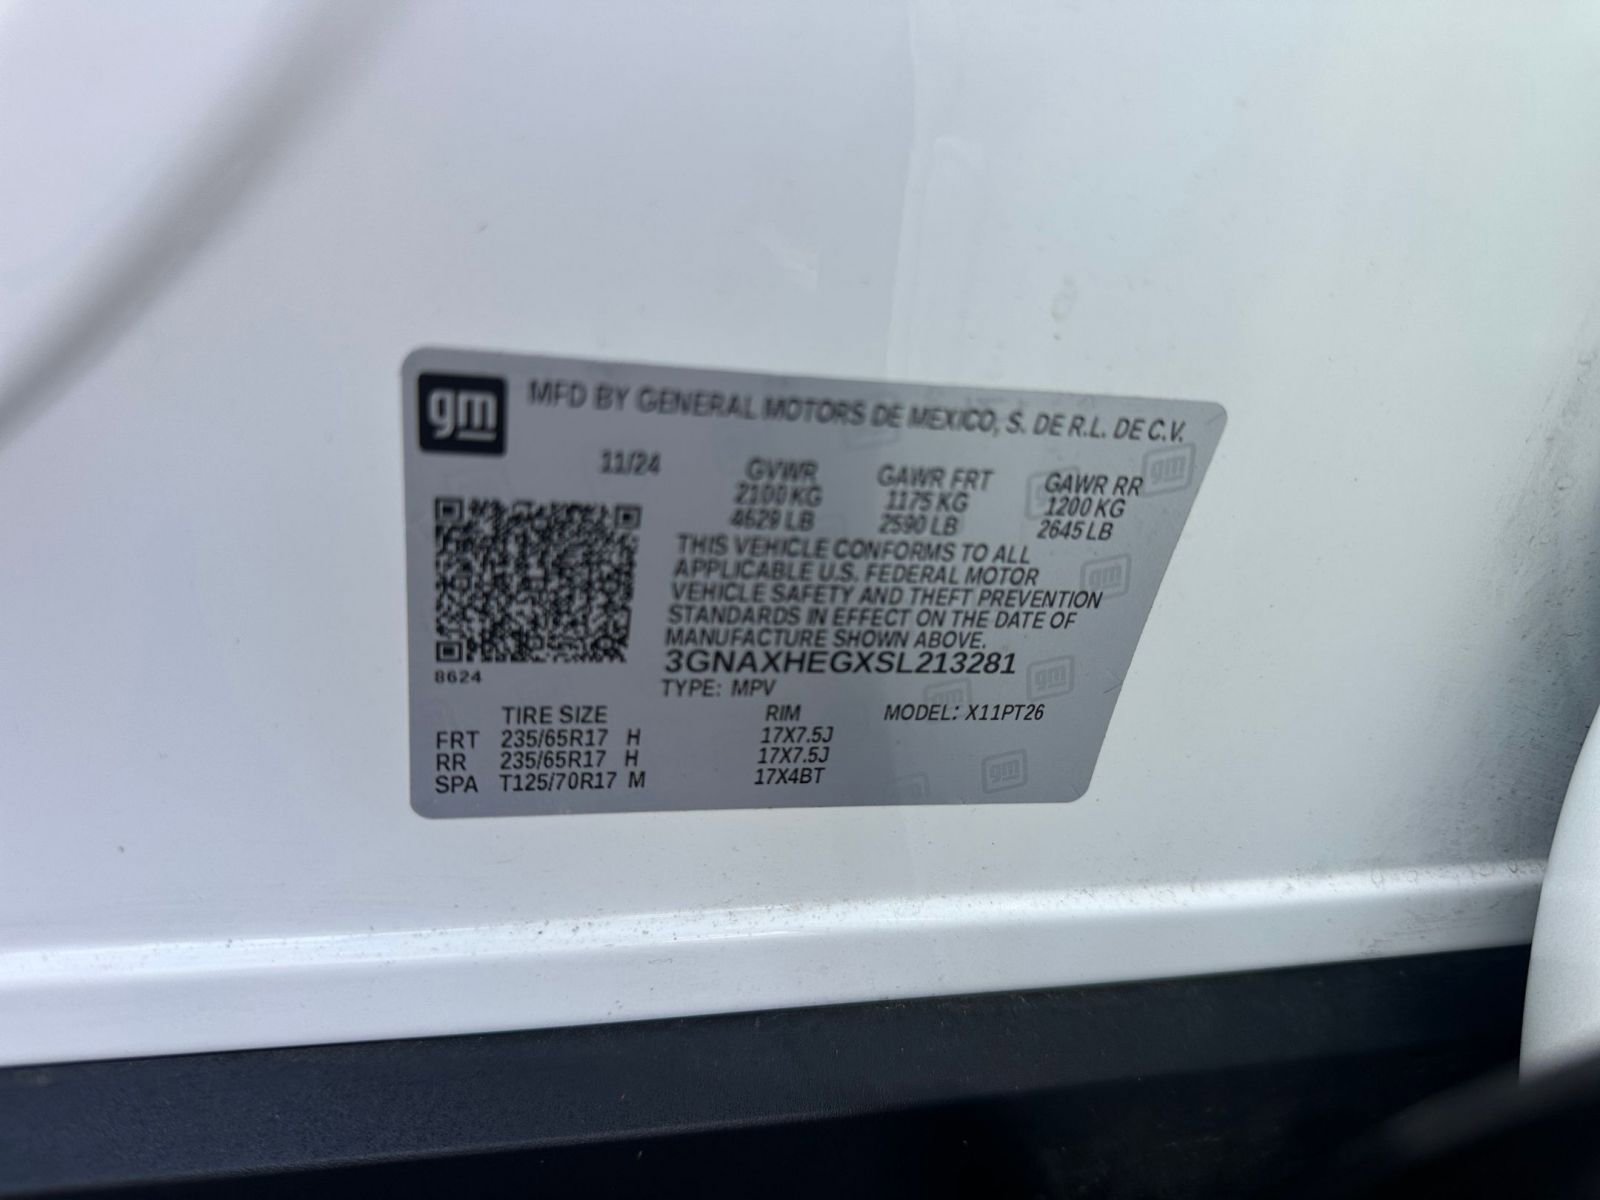 gm
MFD BY GENERAL MOTORS DE MEXICO, S. DE R.L. DE C.V.
11/24
GVWR GAWR FRT GAWR RR
2100 KG 1175 KG 1200 KG
4629 LB 2590 LB 2645 LB
THIS VEHICLE CONFORMS TO ALL
APPLICABLE U.S. FEDERAL MOTOR
VEHICLE SAFETY AND THEFT PREVENTION
STANDARDS IN EFFECT ON THE DATE OF
MANUFACTURE SHOWN ABOVE.
3GNAXHEGXSL213281
8624
TYPE: MPV
MODEL: X11PT26
TIRE SIZE RIM
FRT 235/65R17 H 17X7.5J
RR 235/65R17 H 17X7.5J
SPA T125/70R17 M 17X4BT